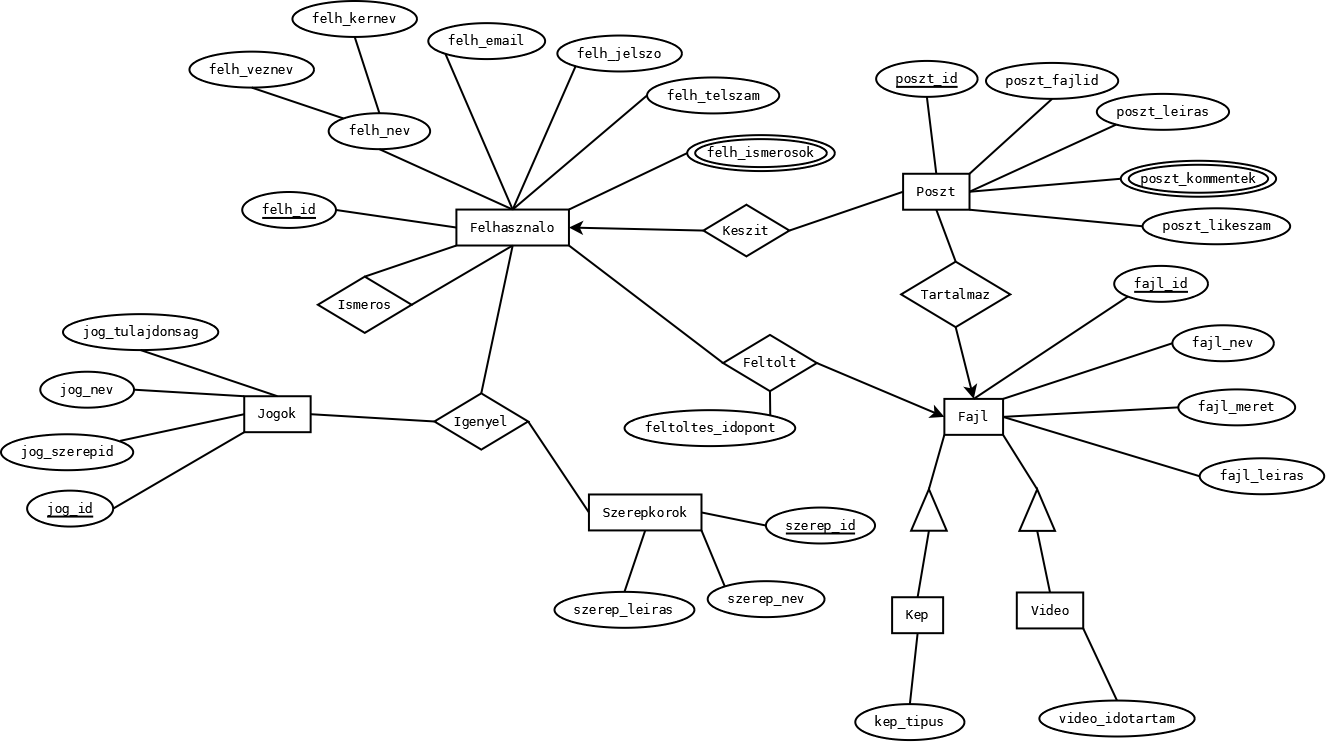 felh_kernev
felh_email
felh_jelszo
felh_veznev
poszt_id
poszt_fajlid
felh_telszam
poszt_leiras
felh_nev
felh_ismerosok
poszt_kommentek
Poszt
felh_id
Felhasznalo
Keszit
poszt_likeszam
fajl_id
Tartalmaz
Ismeros
jog_tulajdonsag
fajl_nev
Feltolt
jog_nev
fajl_meret
Jogok
Fajl
Igenyel
feltoltes_idopont
jog_szerepid
fajl_leiras
jog_id
Szerepkorok
szerep_id
szerep_nev
szerep_leiras
Kep
Video
kep_tipus
video_idotartam